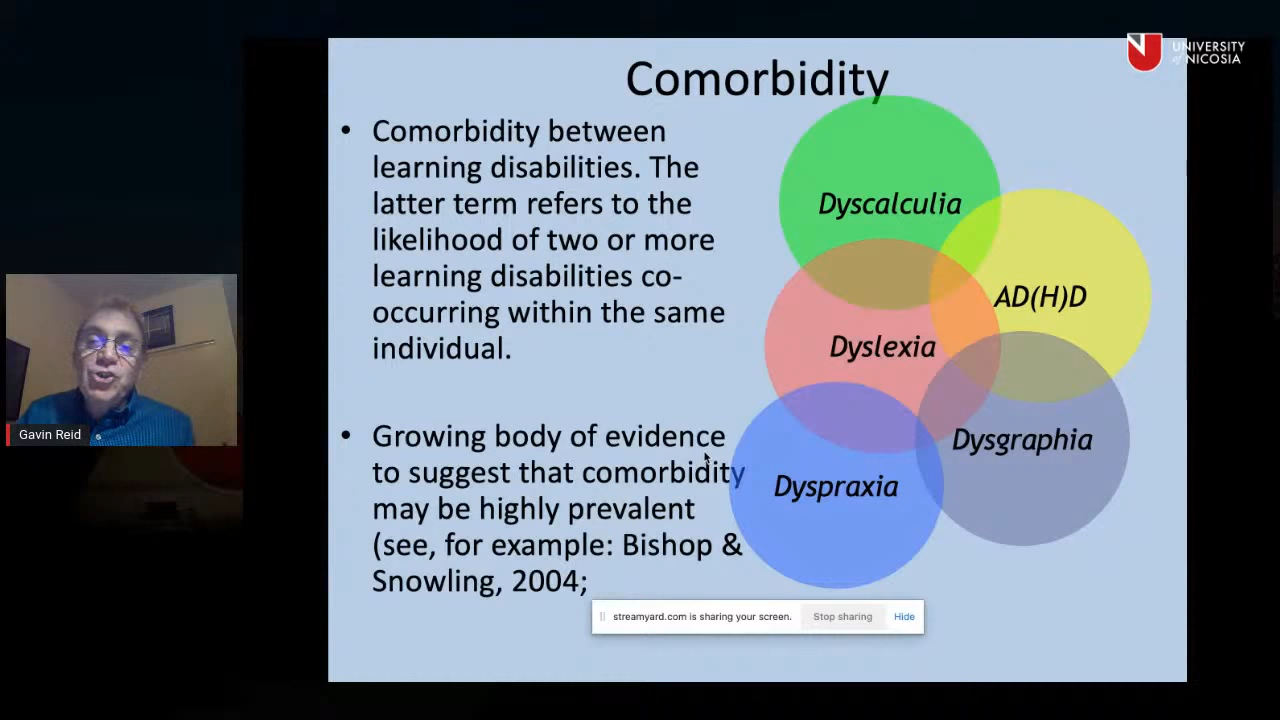 UNIVERSITY
of NICOSIA
Comorbidity
• Comorbidity between
learning disabilities. The
latter term refers to the
likelihood of two or more
learning disabilities co-
occurring within the same
individual.
• Growing body of evidence
to suggest that comorbidity
may be highly prevalent
(see, for example: Bishop &
Snowling, 2004;
Dyscalculia
AD(H)D
Dyslexia
Dysgraphia
Dyspraxia
Gavin Reid
streamyard.com is sharing your screen. Stop sharing Hide